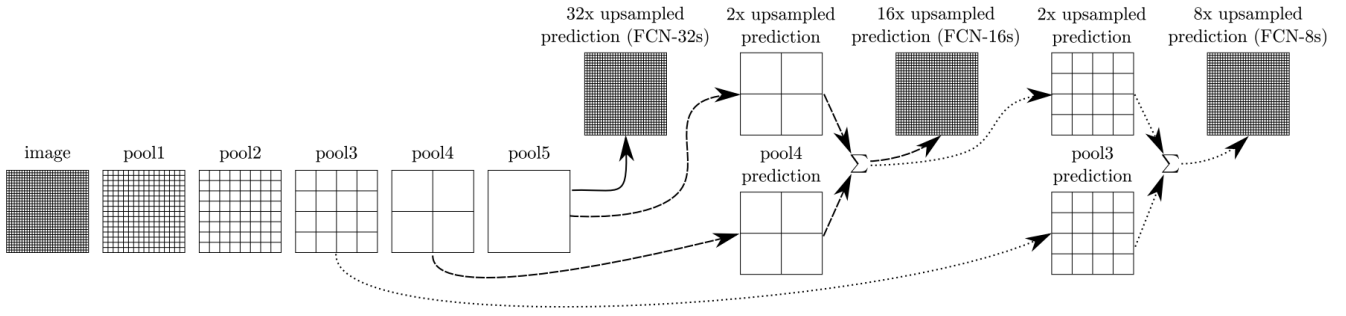 32x upsampled
prediction (FCN-32s)
2x upsampled
prediction
16x upsampled
prediction (FCN-16s)
2x upsampled
prediction
8x upsampled
prediction (FCN-8s)
image
pool1
pool2
pool3
pool4
pool5
pool4
prediction
∑
pool3
prediction
∑